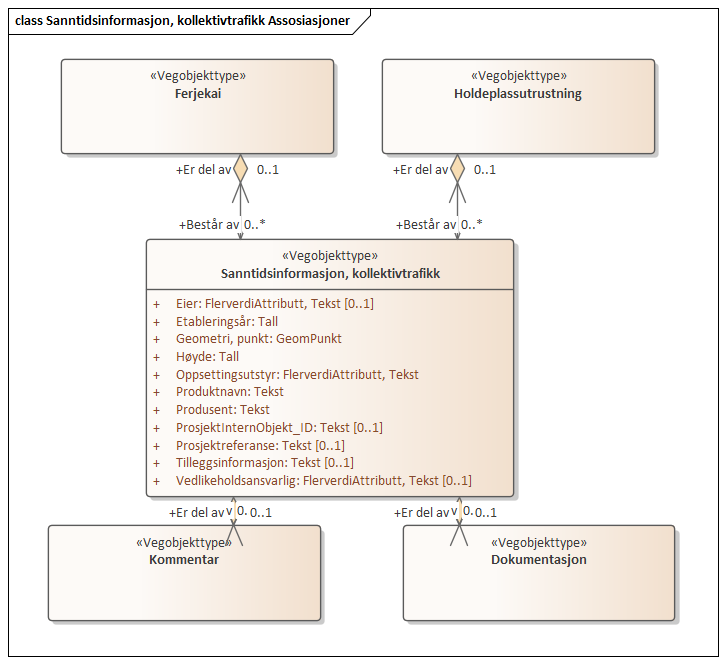 class Sanntidsinformasjon, kollektivtrafikk Assosiasjoner
«Vegobjekttype»
Ferjekai
«Vegobjekttype»
Holdeplassutrustning
+Er del av 0..1
+Er del av 0..1
+Består av 0..*
+Består av 0..*
«Vegobjekttype»
Sanntidsinformasjon, kollektivtrafikk
+ Eier: FlerverdiAttributt, Tekst [0..1]
+ Etableringsår: Tall
+ Geometri, punkt: GeomPunkt
+ Høyde: Tall
+ Oppsettingsutstyr: FlerverdiAttributt, Tekst
+ Produktnavn: Tekst
+ Produsent: Tekst
+ ProsjektInternObjekt_ID: Tekst [0..1]
+ Prosjektreferanse: Tekst [0..1]
+ Tilleggsinformasjon: Tekst [0..1]
+ Vedlikeholdsansvarlig: FlerverdiAttributt, Tekst [0..1]
+Er del av v 0. 0..1
+Er del av v 0. 0..1
«Vegobjekttype»
Kommentar
«Vegobjekttype»
Dokumentasjon